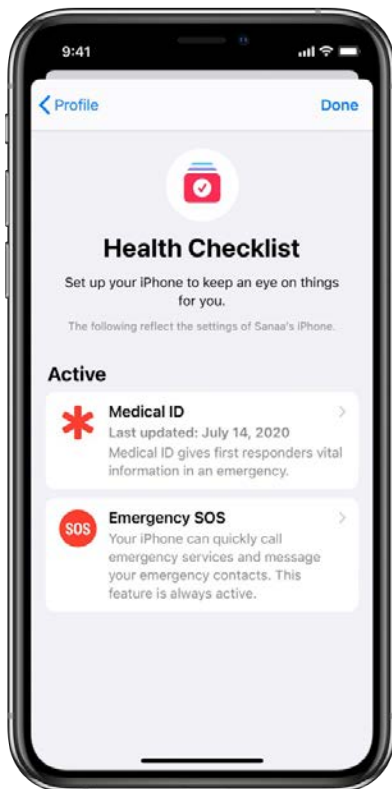 9:41
Profile
Done
Health Checklist
Set up your iPhone to keep an eye on things
for you.
The following reflect the settings of Sanaa's iPhone.
Active
Medical ID
Last updated: July 14, 2020
Medical ID gives first responders vital
information in an emergency.
SOS
Emergency SOS
Your iPhone can quickly call
emergency services and message
your emergency contacts. This
feature is always active.